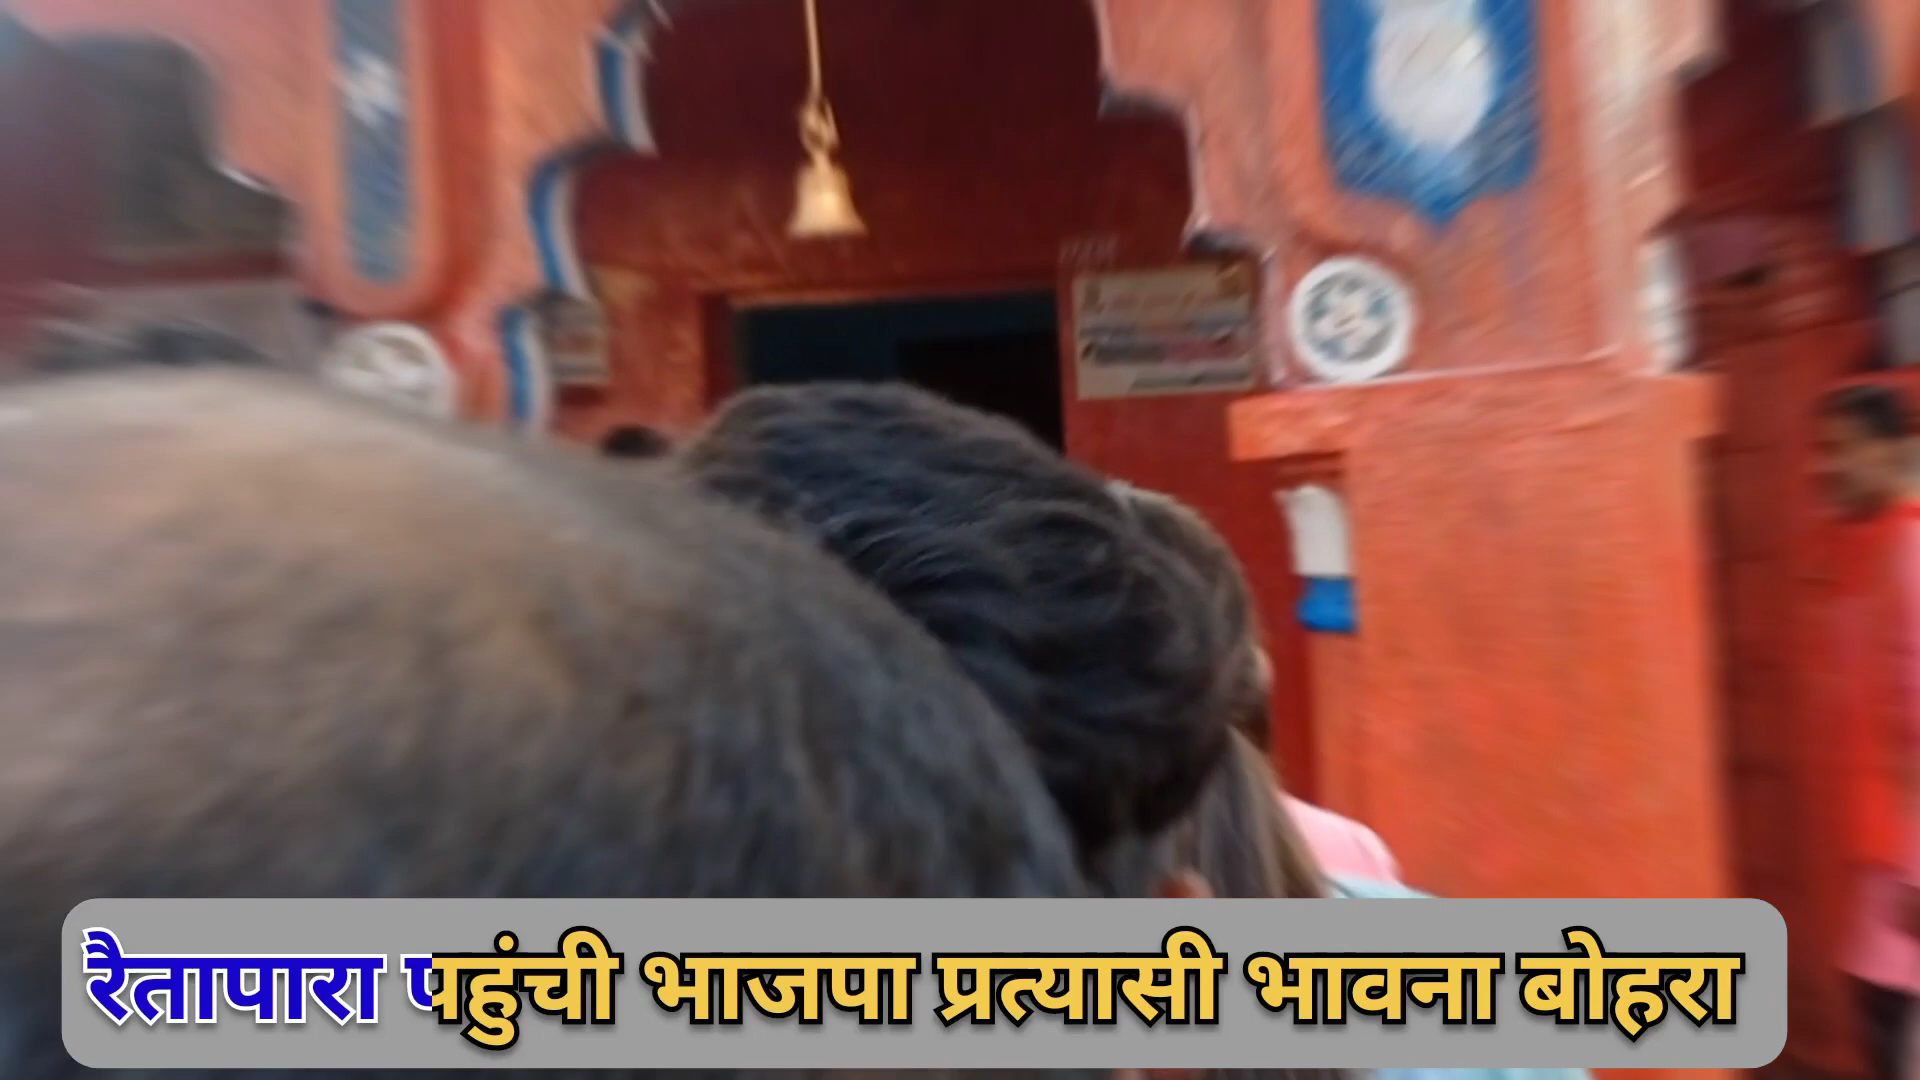 रैतापारा पहुंची भाजपा प्रत्यासी भावना बोहरा